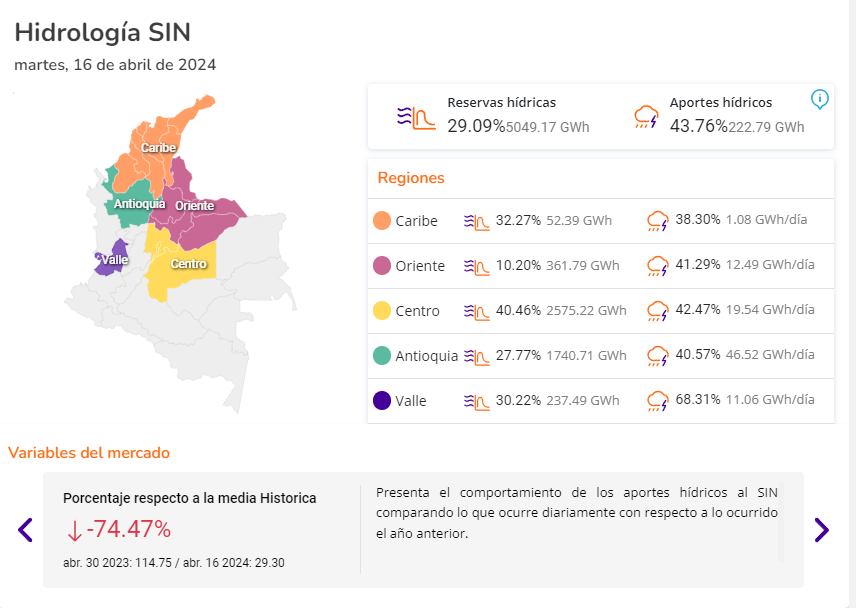 Hidrología SIN
martes, 16 de abril de 2024
Caribe
Antioquia
Oriente
Valle
Centro
Reservas hídricas
29.09% 5049.17 GWh
Aportes hídricos
43.76% 222.79 GWh
Regiones
Caribe 32.27% 52.39 GWh 38.30% 1.08 GWh/día
Oriente 10.20% 361.79 GWh 41.29% 12.49 GWh/día
Centro 40.46% 2575.22 GWh 42.47% 19.54 GWh/día
Antioquia 27.77% 1740.71 GWh 40.57% 46.52 GWh/día
Valle 30.22% 237.49 GWh 68.31% 11.06 GWh/día
Variables del mercado
Porcentaje respecto a la media Historica
↓-74.47%
abr. 30 2023: 114.75 / abr. 16 2024: 29.30
Presenta el comportamiento de los aportes hídricos al SIN
comparando lo que ocurre diariamente con respecto a lo ocurrido
el año anterior.